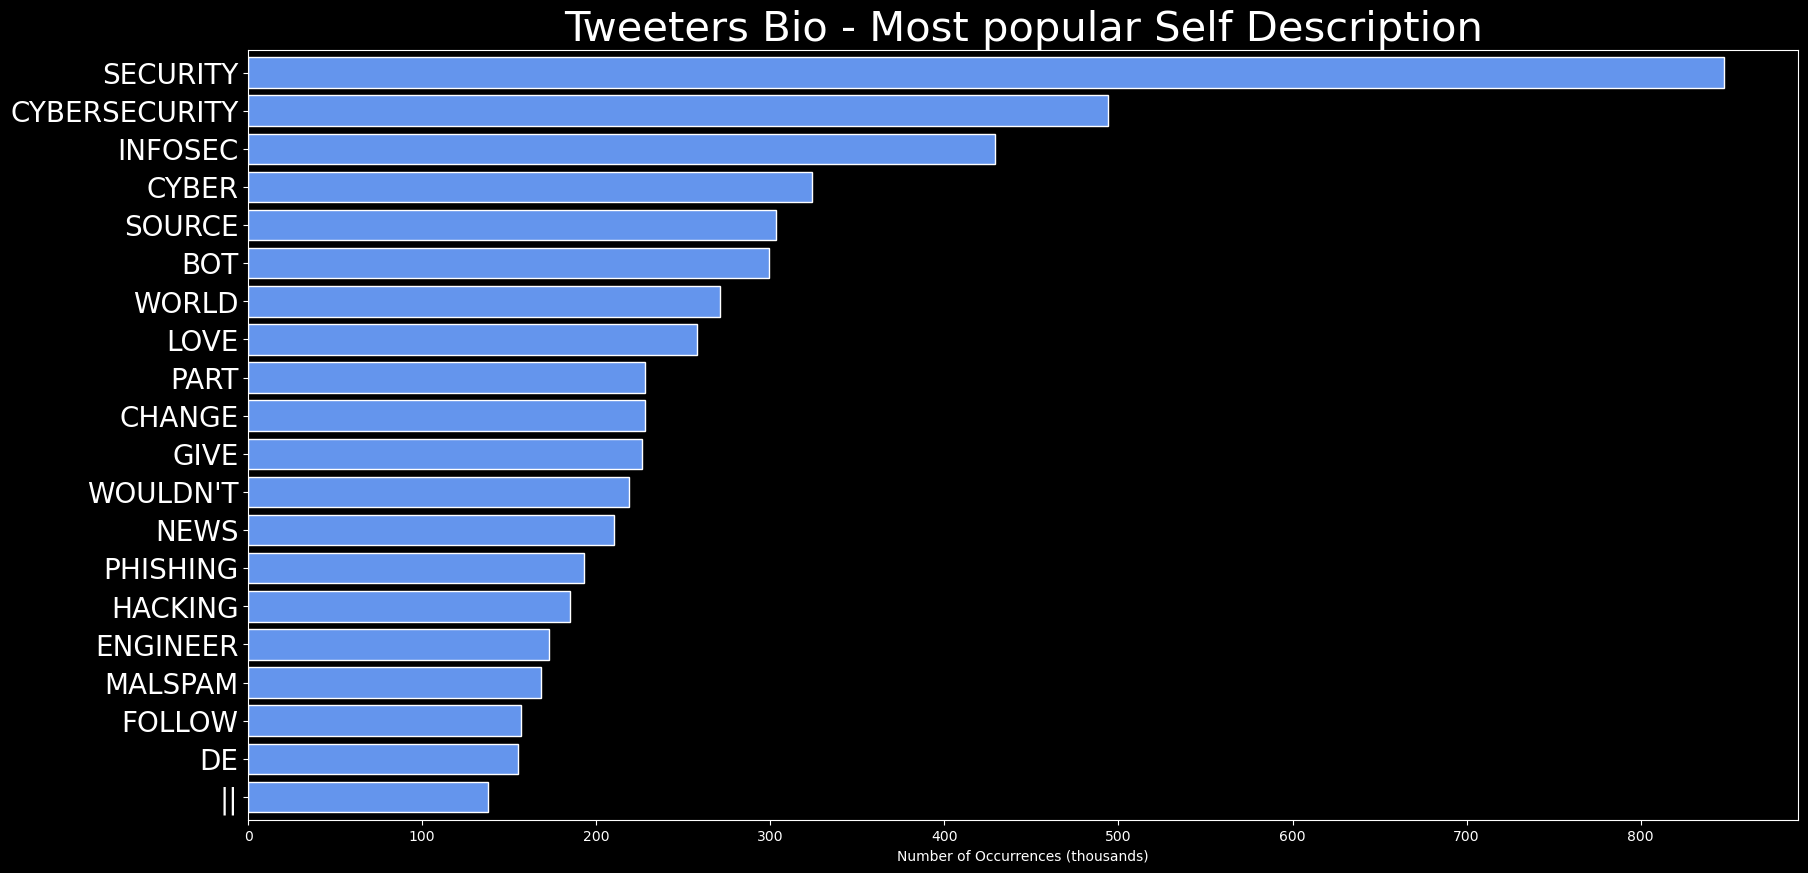 Tweeters Bio - Most popular Self Description
SECURITY
CYBERSECURITY
INFOSEC
CYBER
SOURCE
BOT
WORLD
LOVE
PART
CHANGE
GIVE
WOULDN'T
NEWS
PHISHING
HACKING
ENGINEER
MALSPAM
FOLLOW
DE
||
0 100 200 300 400 500 600 700 800
Number of Occurrences (thousands)